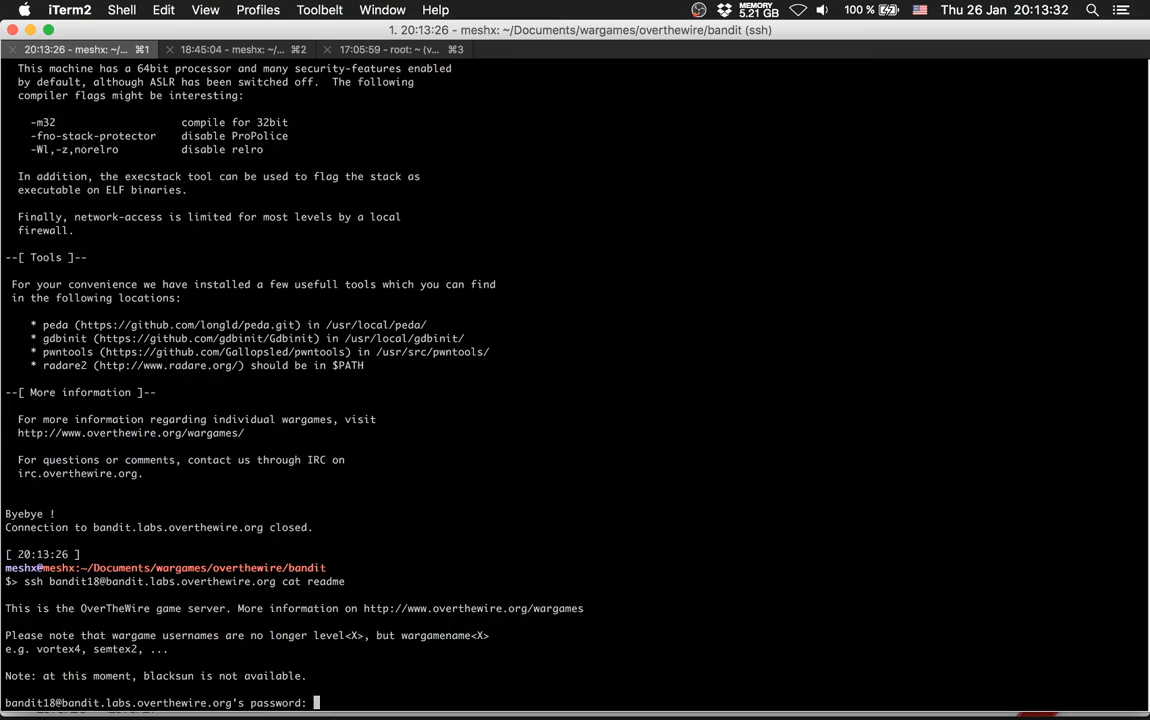 iTerm2 Shell Edit View Profiles Toolbelt Window Help MEMORY 5.21 GB 100 % Thu 26 Jan 20:13:32
1. 20:13:26 - meshx: ~/Documents/wargames/overthewire/bandit (ssh)
20:13:26 - meshx: ~/... ⌘1 18:45:04 - meshx: ~/... ⌘2 17:05:59 - root: ~ (v... ⌘3
This machine has a 64bit processor and many security-features enabled
by default, although ASLR has been switched off.  The following
compiler flags might be interesting:
-m32 compile for 32bit
-fno-stack-protector disable ProPolice
-Wl,-z,norelro disable relro
In addition, the execstack tool can be used to flag the stack as
executable on ELF binaries.
Finally, network-access is limited for most levels by a local
firewall.
--[ Tools ]--
For your convenience we have installed a few usefull tools which you can find
in the following locations:
* peda (https://github.com/longld/peda.git) in /usr/local/peda/
* gdbinit (https://github.com/gdbinit/Gdbinit) in /usr/local/gdbinit/
* pwntools (https://github.com/Gallopsled/pwntools) in /usr/src/pwntools/
* radare2 (http://www.radare.org/) should be in $PATH
--[ More information ]--
For more information regarding individual wargames, visit
http://www.overthewire.org/wargames/
For questions or comments, contact us through IRC on
irc.overthewire.org.
Byebye !
Connection to bandit.labs.overthewire.org closed.
[ 20:13:26 ]
meshx@meshx:~/Documents/wargames/overthewire/bandit
$> ssh bandit18@bandit.labs.overthewire.org cat readme
This is the OverTheWire game server. More information on http://www.overthewire.org/wargames
Please note that wargame usernames are no longer level<X>, but wargamename<X>
e.g. vortex4, semtex2, ...
Note: at this moment, blacksun is not available.
bandit18@bandit.labs.overthewire.org's password: